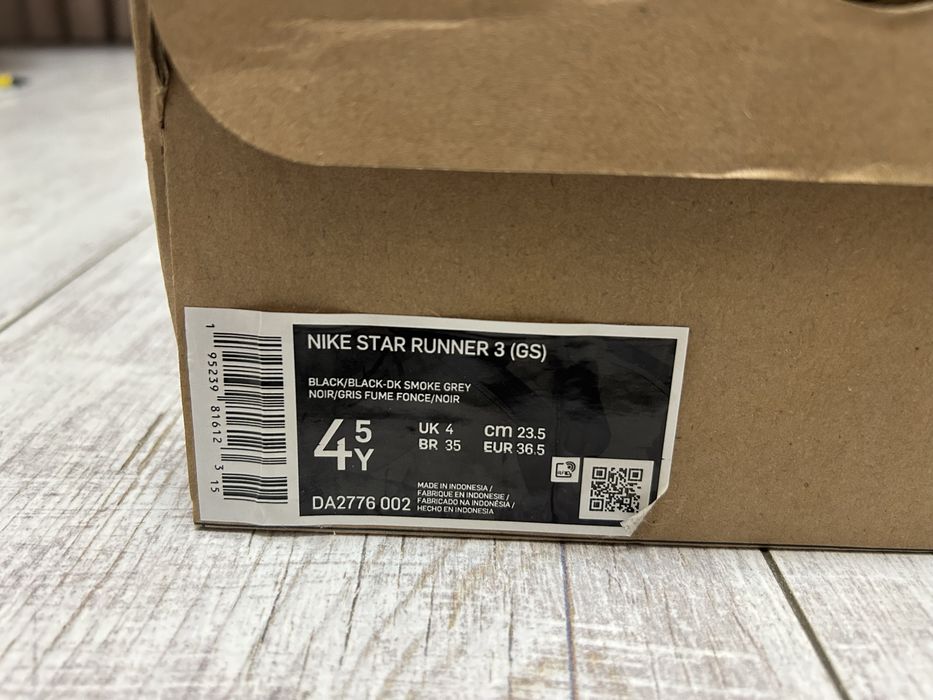 NIKE STAR RUNNER 3 (GS)
BLACK/BLACK-DK SMOKE GREY
NOIR/GRIS FUME FONCE/NOIR
4 5 Y
UK 4 cm 23.5
BR 35 EUR 36.5
DA2776 002
MADE IN INDONESIA /
FABRIQUE EN INDONESIE /
FABRICADO NA INDONÉSIA /
HECHO EN INDONESIA
1 95239 81612 3 15